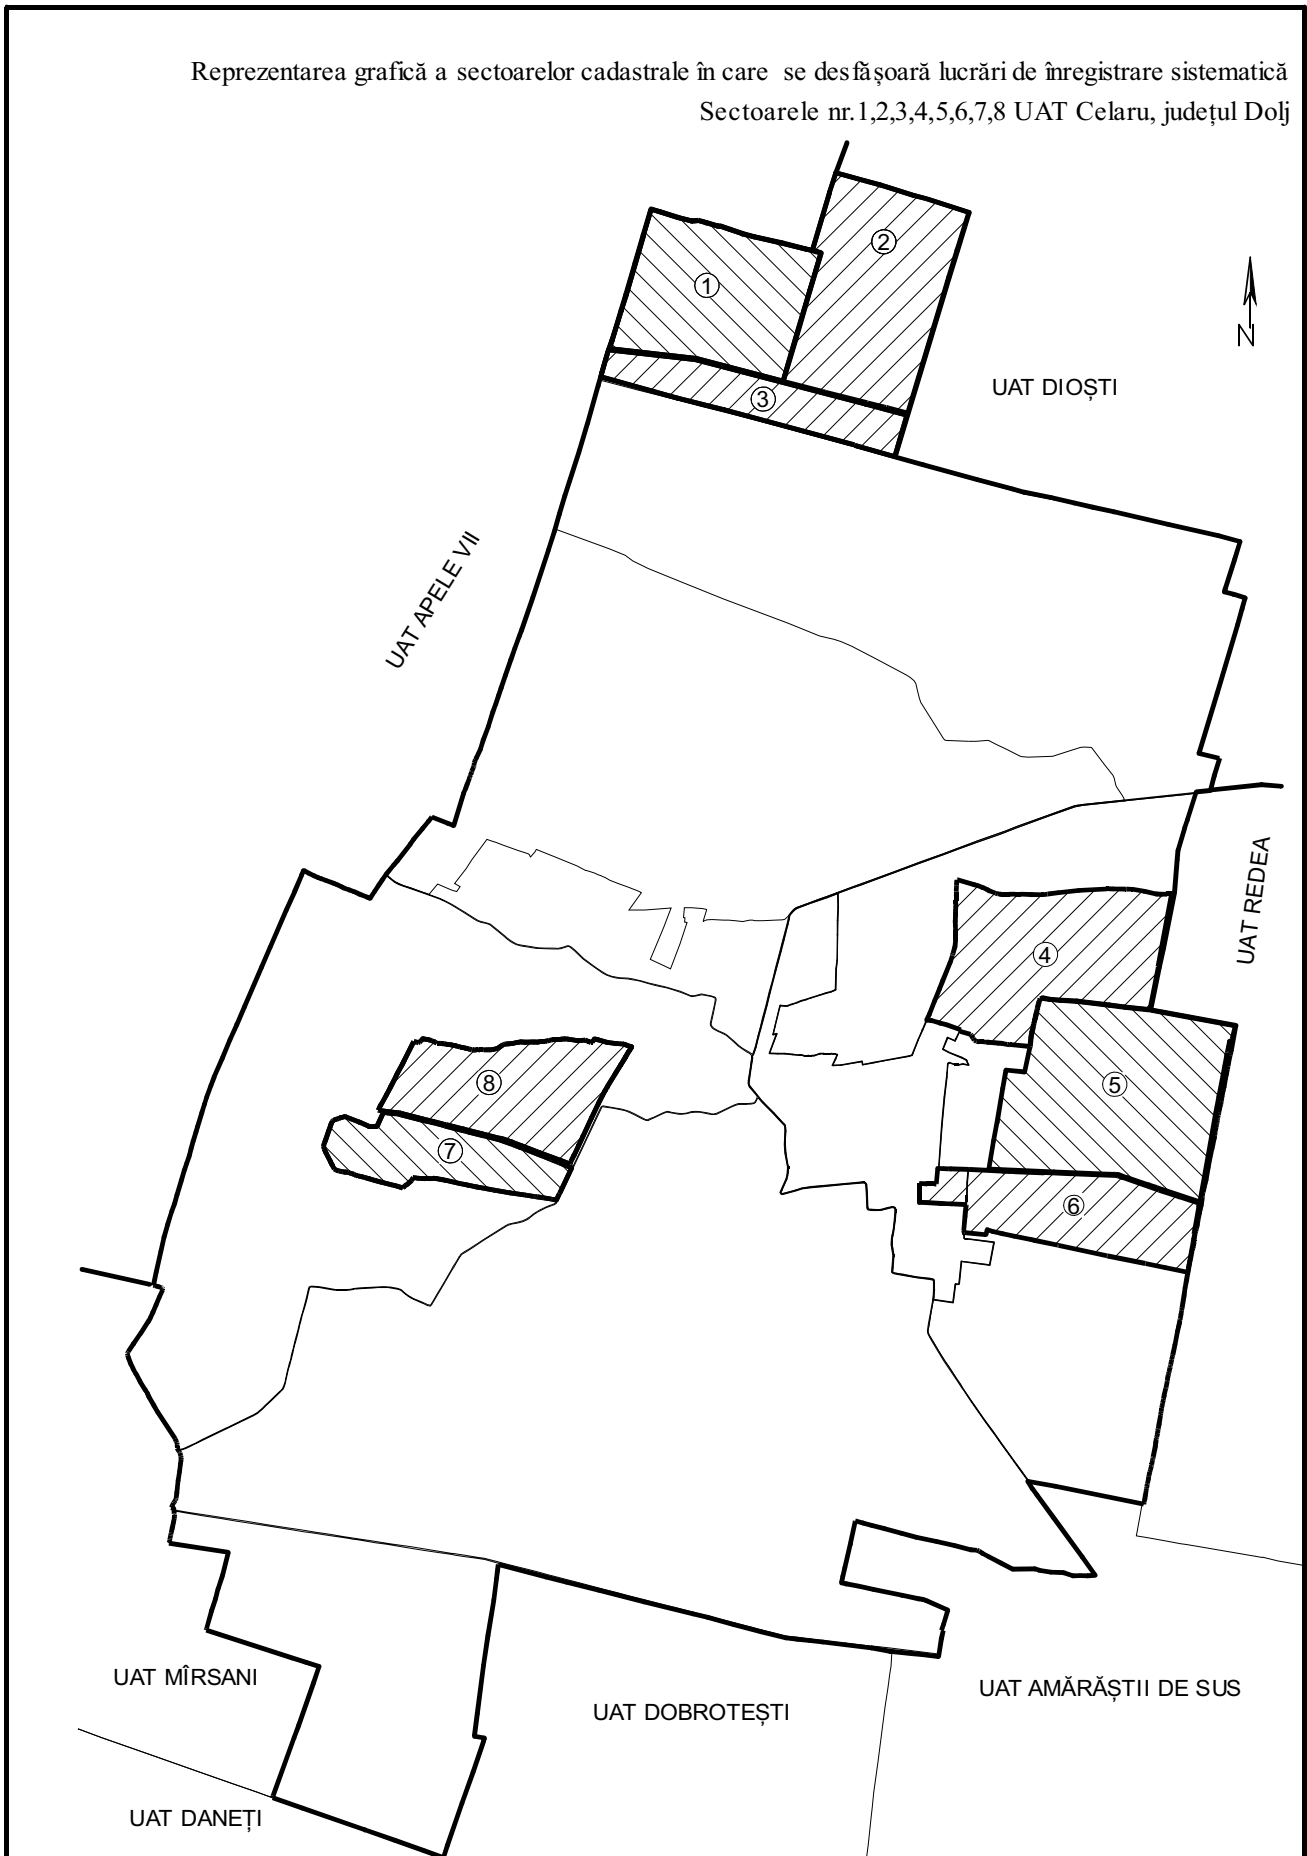 Reprezentarea grafică a sectoarelor cadastrale în care se desfășoară lucrări de înregistrare sistematică
Sectoarele nr.1,2,3,4,5,6,7,8 UAT Celaru, județul Dolj
2
1
N
UAT DIOȘTI
3
UAT APELE VII
UAT REDEA
4
8
5
7
6
UAT MÎRSANI
UAT AMĂRĂȘTII DE SUS
UAT DOBROTEȘTI
UAT DANEȚI